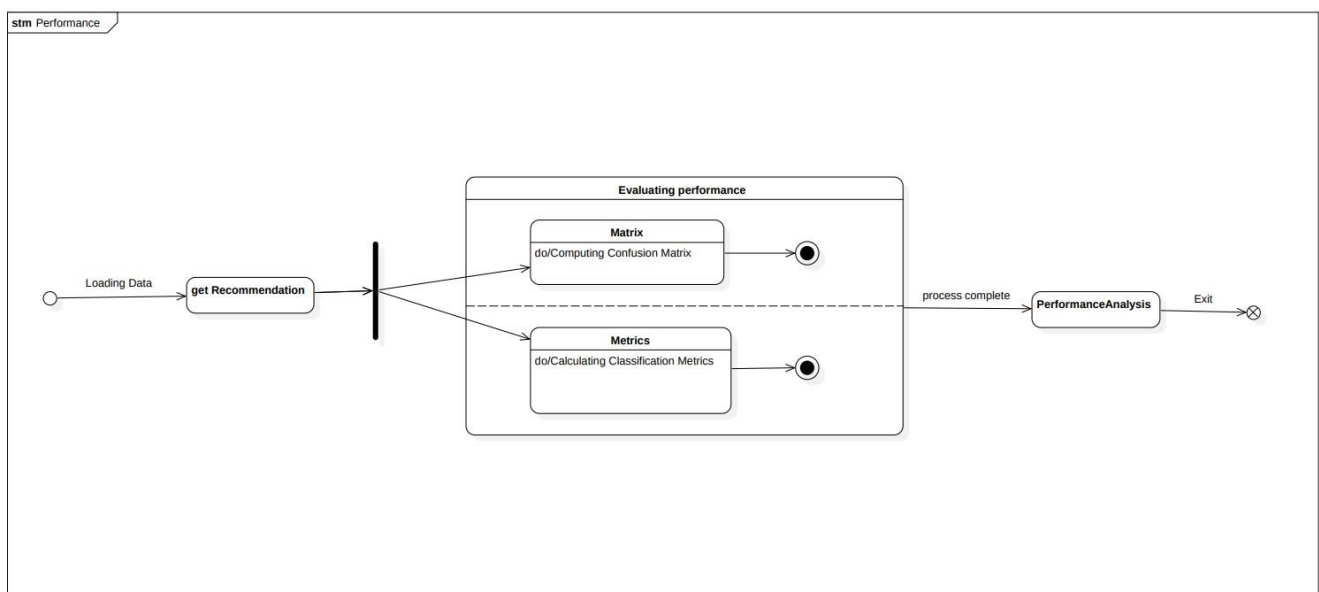 stm Performance
Evaluating performance
Matrix
do/Computing Confusion Matrix
Loading Data
get Recommendation
process complete
PerformanceAnalysis
Exit
Metrics
do/Calculating Classification Metrics